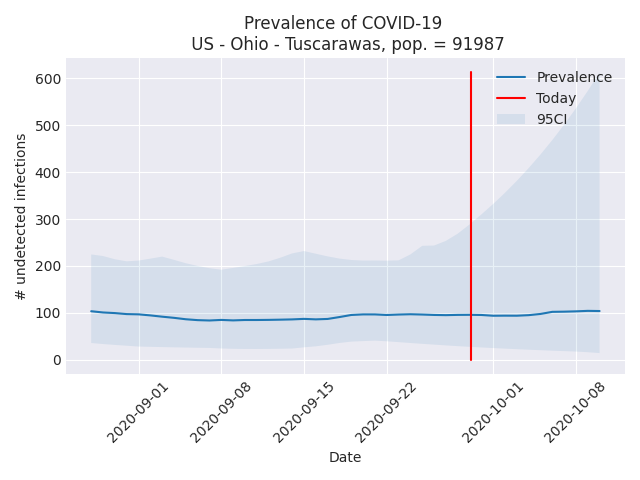 Prevalence of COVID-19
US - Ohio - Tuscarawas, pop. = 91987
Prevalence
Today
95CI
# undetected infections
600
500
400
300
200
100
0
2020-09-01
2020-09-08
2020-09-15
2020-09-22
2020-10-01
2020-10-08
Date